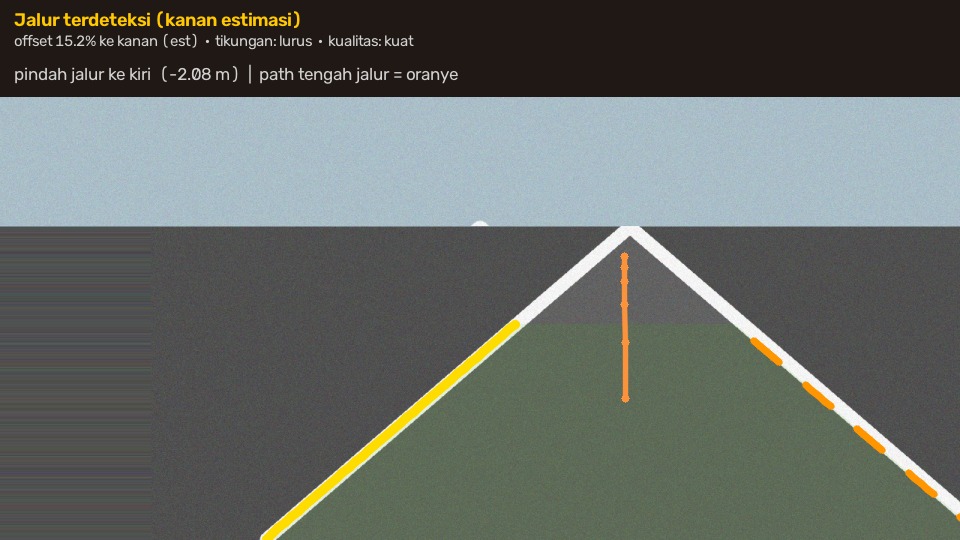 Jalur terdeteksi (kanan estimasi)
offset 15.2% ke kanan (est) • tikungan: lurus • kualitas: kuat
pindah jalur ke kiri (-2.08 m) | path tengah jalur = oranye